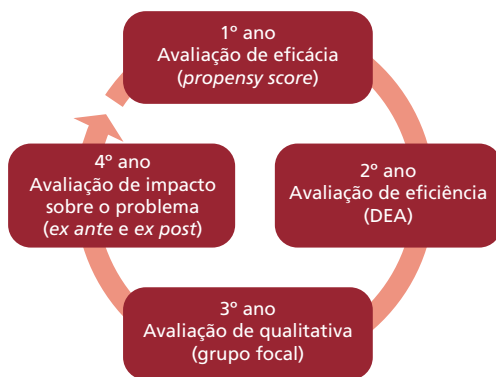 1º ano
Avaliação de eficácia
(propensy score)
2º ano
Avaliação de eficiência
(DEA)
3º ano
Avaliação de qualitativa
(grupo focal)
4º ano
Avaliação de impacto
sobre o problema
(ex ante e ex post)